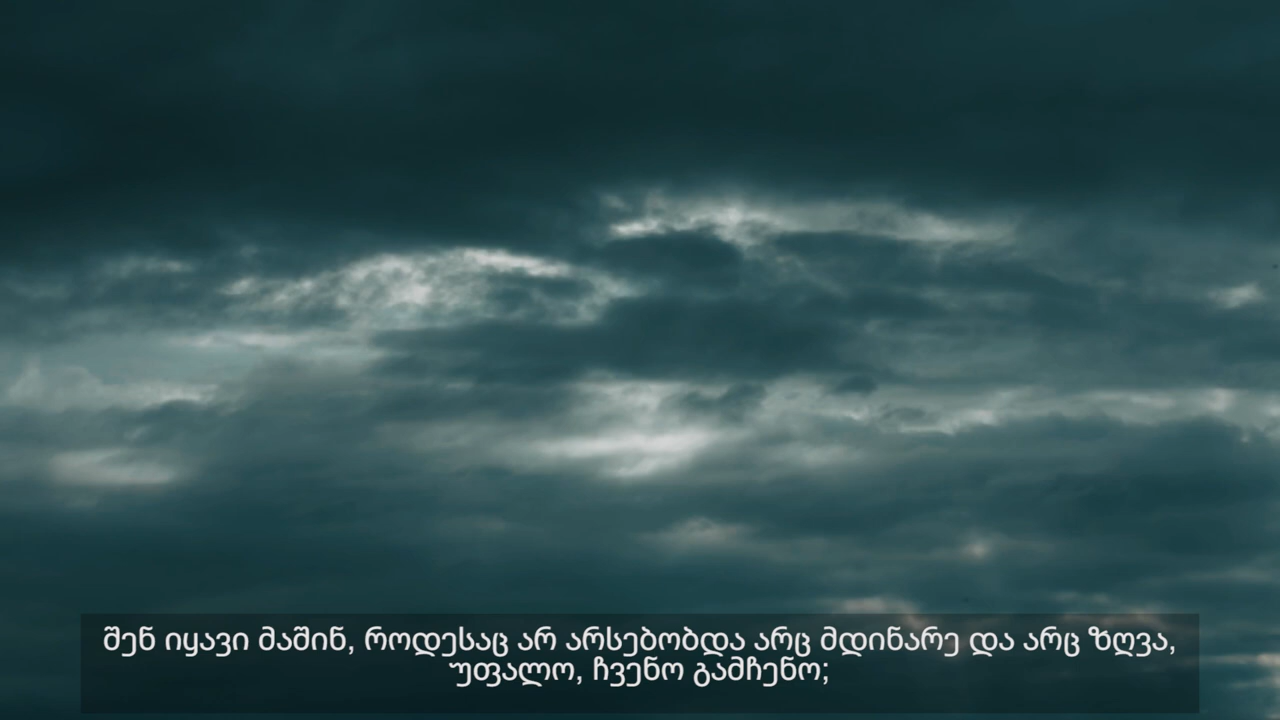 შენ იყავი მაშინ, როდესაც არ არსებობდა არც მდინარე და არც ზღვა,
უფალო, ჩვენო გამჩენო;